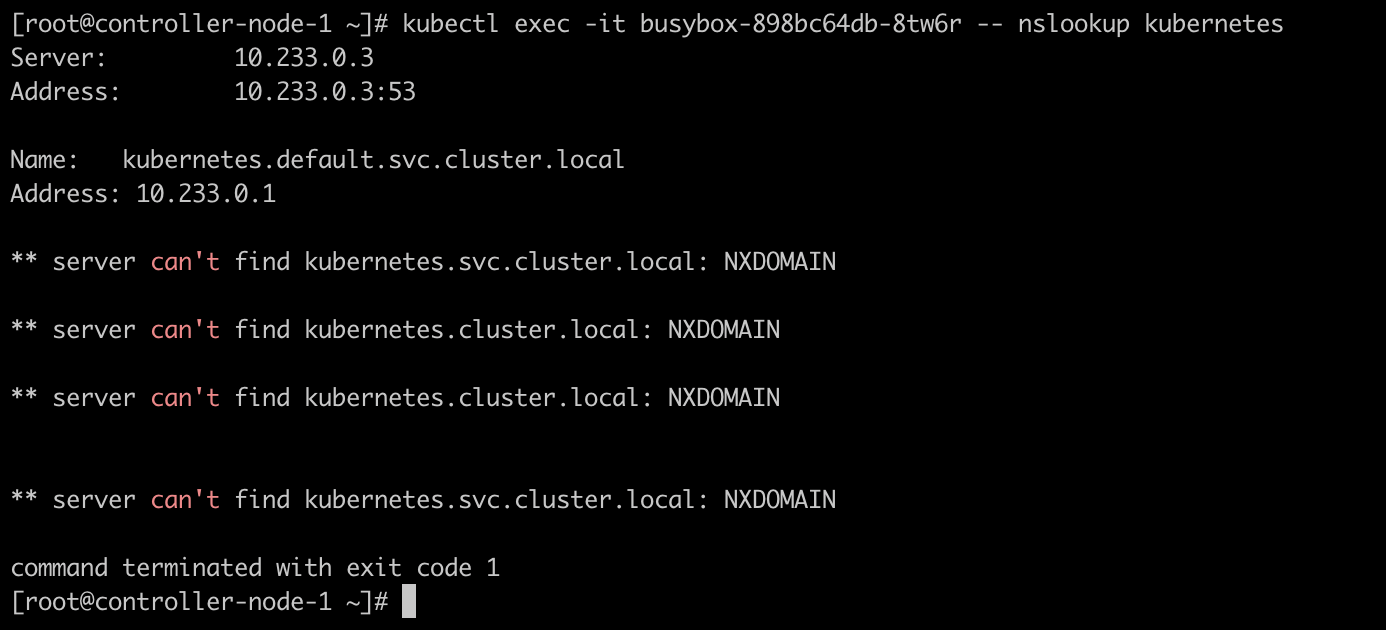 [root@controller-node-1 ~]# kubectl exec -it busybox-898bc64db-8tw6r -- nslookup kubernetes
Server:         10.233.0.3
Address:        10.233.0.3:53

Name:   kubernetes.default.svc.cluster.local
Address: 10.233.0.1

** server can't find kubernetes.svc.cluster.local: NXDOMAIN

** server can't find kubernetes.cluster.local: NXDOMAIN

** server can't find kubernetes.cluster.local: NXDOMAIN


** server can't find kubernetes.svc.cluster.local: NXDOMAIN

command terminated with exit code 1
[root@controller-node-1 ~]#